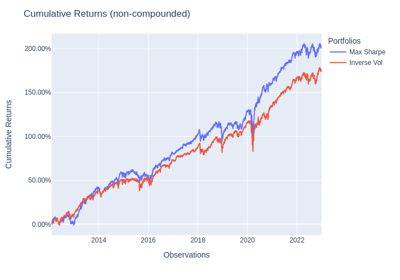 Cumulative Returns (non-compounded)
Portfolios
Max Sharpe
Inverse Vol
200.00%
150.00%
100.00%
50.00%
0.00%
Cumulative Returns
2014
2016
2018
2020
2022
Observations